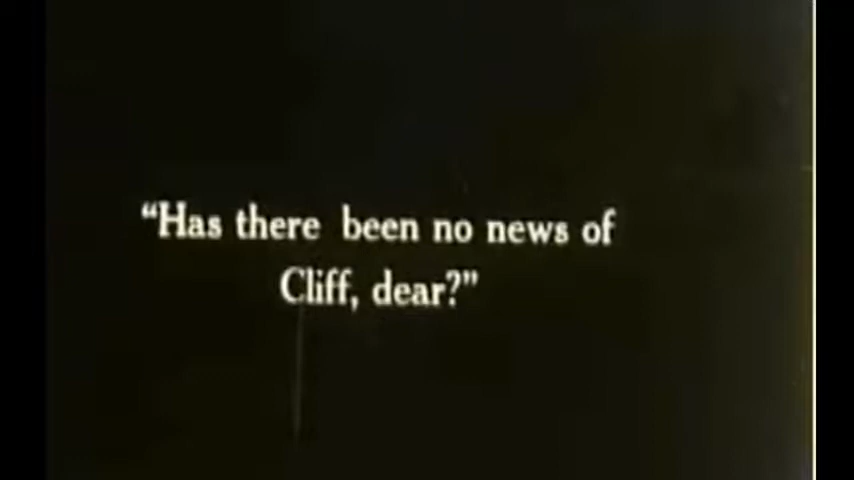 “Has there been no news of
Cliff, dear?”